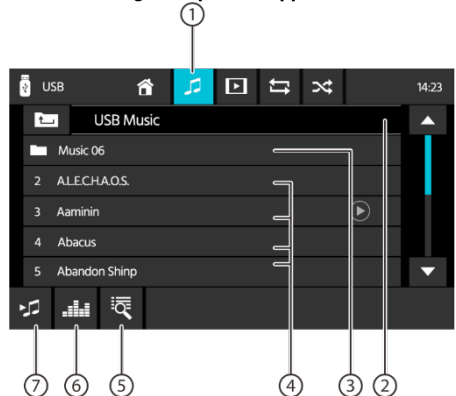 1
USB 14:23
USB Music
Music 06
2 A.L.E.C.H.A.O.S.
3 Aaminin
4 Abacus
5 Abandon Shinp
7 6 5 4 3 2